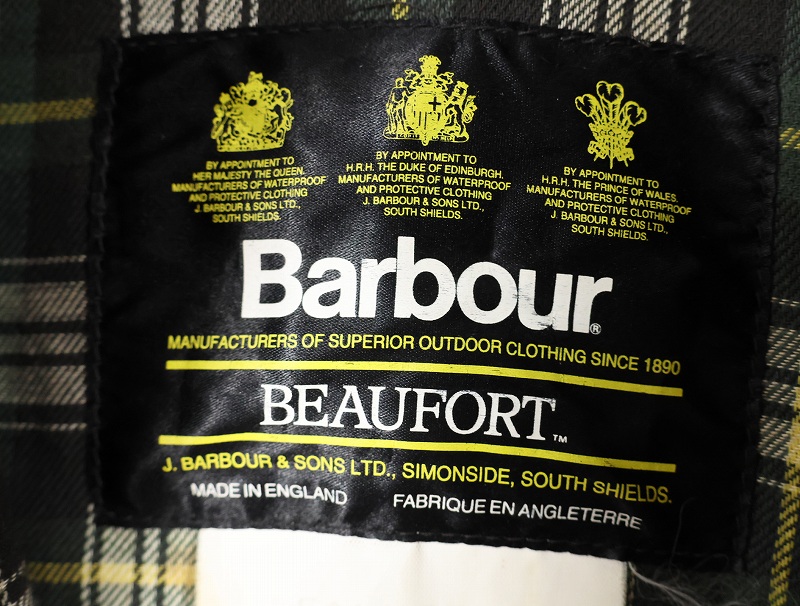 BY APPOINTMENT TO
HER MAJESTY THE QUEEN.
MANUFACTURERS OF WATERPROOF
AND PROTECTIVE CLOTHING
J. BARBOUR & SONS LTD.,
SOUTH SHIELDS.
BY APPOINTMENT TO
H.R.H. THE DUKE OF EDINBURGH.
MANUFACTURERS OF WATERPROOF
AND PROTECTIVE CLOTHING
J. BARBOUR & SONS LTD.,
SOUTH SHIELDS.
BY APPOINTMENT TO
H.R.H. THE PRINCE OF WALES.
MANUFACTURERS OF WATERPROOF
AND PROTECTIVE CLOTHING
J. BARBOUR & SONS LTD.,
SOUTH SHIELDS.
Barbour®
MANUFACTURERS OF SUPERIOR OUTDOOR CLOTHING SINCE 1890
BEAUFORT™
J. BARBOUR & SONS LTD., SIMONSIDE, SOUTH SHIELDS.
MADE IN ENGLAND FABRIQUE EN ANGLETERRE